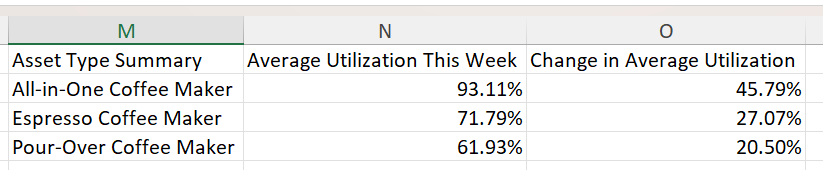 M N O
Asset Type Summary Average Utilization This Week Change in Average Utilization
All-in-One Coffee Maker 93.11% 45.79%
Espresso Coffee Maker 71.79% 27.07%
Pour-Over Coffee Maker 61.93% 20.50%